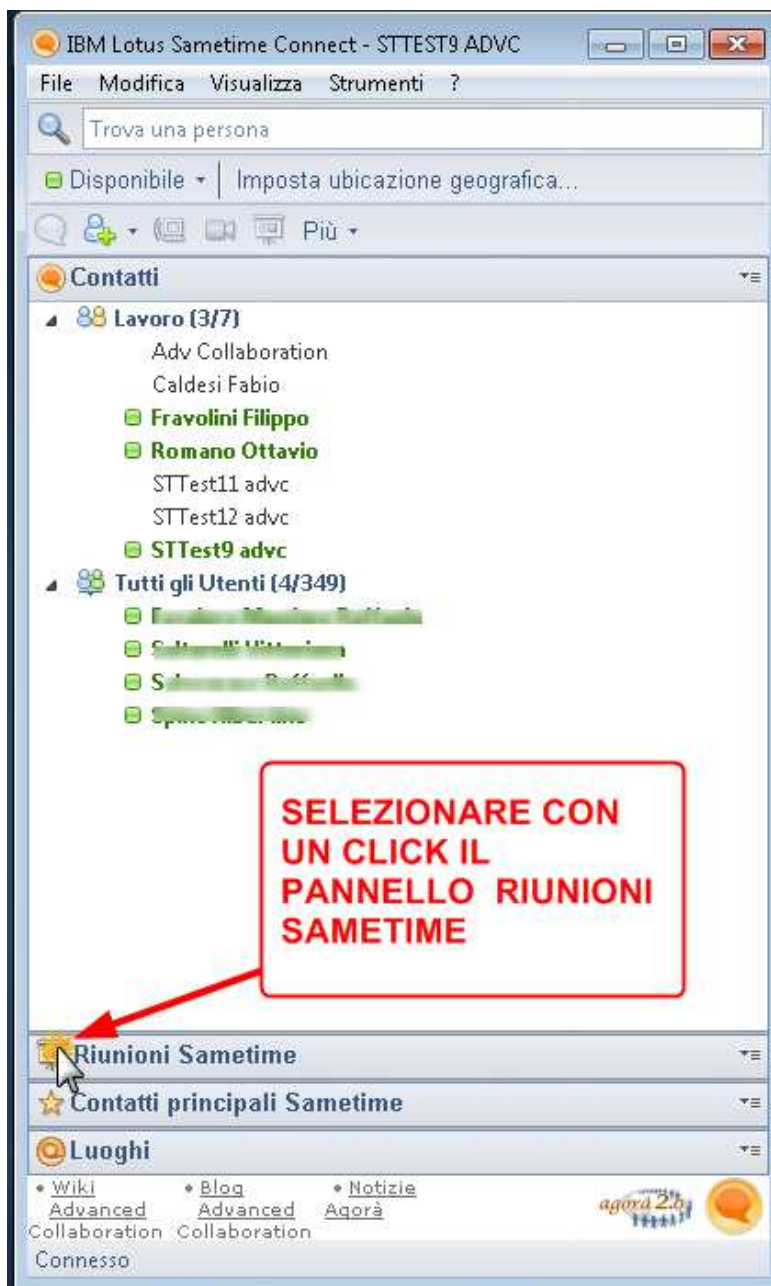 IBM Lotus Sametime Connect - STTEST9 ADVC
File Modifica Visualizza Strumenti ?
Trova una persona
Disponibile Imposta ubicazione geografica...
Più
Contatti
Lavoro (3/7)
Adv Collaboration
Caldesi Fabio
Fravolini Filippo
Romano Ottavio
STTest11 advc
STTest12 advc
STTest9 advc
Tutti gli Utenti (4/349)
SELEZIONARE CON
UN CLICK IL
PANNELLO RIUNIONI
SAMETIME
Riunioni Sametime
Contatti principali Sametime
Luoghi
• Wiki • Blog • Notizie
Advanced Advanced Agorà
Collaboration Collaboration
agorà 2.0
Connesso